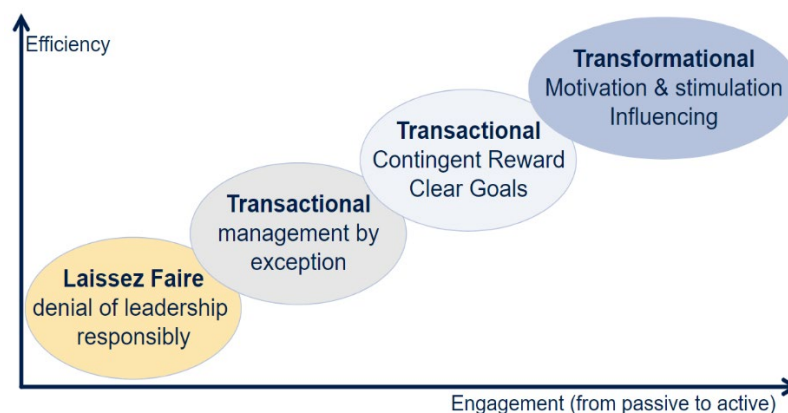 Efficiency
Transformational
Motivation & stimulation
Influencing
Transactional
Contingent Reward
Clear Goals
Transactional
management by
exception
Laissez Faire
denial of leadership
responsibly
Engagement (from passive to active)